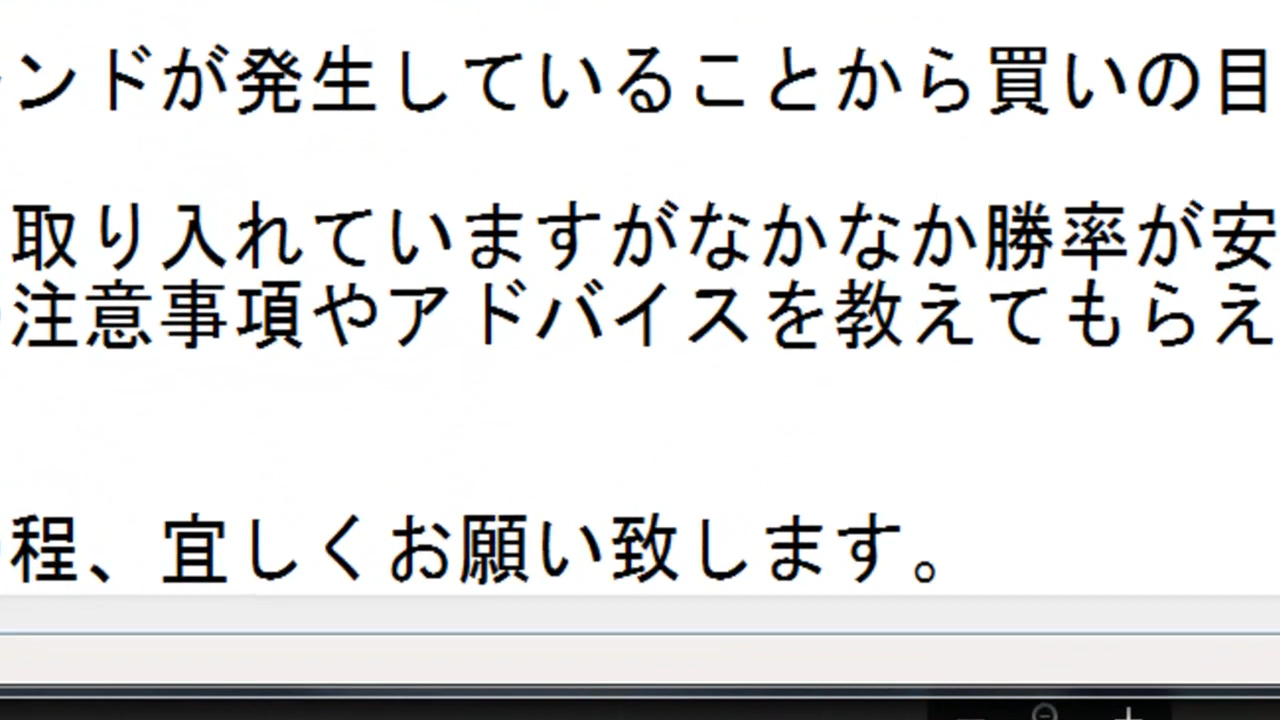 ンドが発生していることから買いの目
取り入れていますがなかなか勝率が安
注意事項やアドバイスを教えてもらえ
程、宜しくお願い致します。